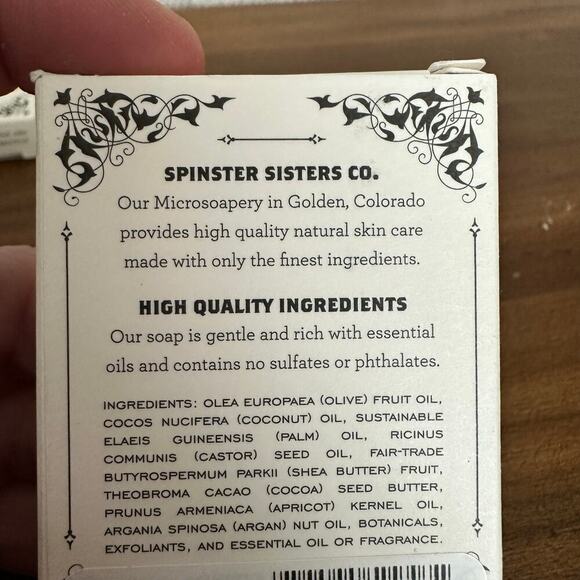 SPINSTER SISTERS CO.
Our Microsoapery in Golden, Colorado
provides high quality natural skin care
made with only the finest ingredients.
HIGH QUALITY INGREDIENTS
Our soap is gentle and rich with essential
oils and contains no sulfates or phthalates.
INGREDIENTS: OLEA EUROPAEA (OLIVE) FRUIT OIL,
COCOS NUCIFERA (COCONUT) OIL, SUSTAINABLE
ELAEIS GUINEENSIS (PALM) OIL, RICINUS
COMMUNIS (CASTOR) SEED OIL, FAIR-TRADE
BUTYROSPERMUM PARKII (SHEA BUTTER) FRUIT,
THEOBROMA CACAO (COCOA) SEED BUTTER,
PRUNUS ARMENIACA (APRICOT) KERNEL OIL,
ARGANIA SPINOSA (ARGAN) NUT OIL, BOTANICALS,
EXFOLIANTS, AND ESSENTIAL OIL OR FRAGRANCE.